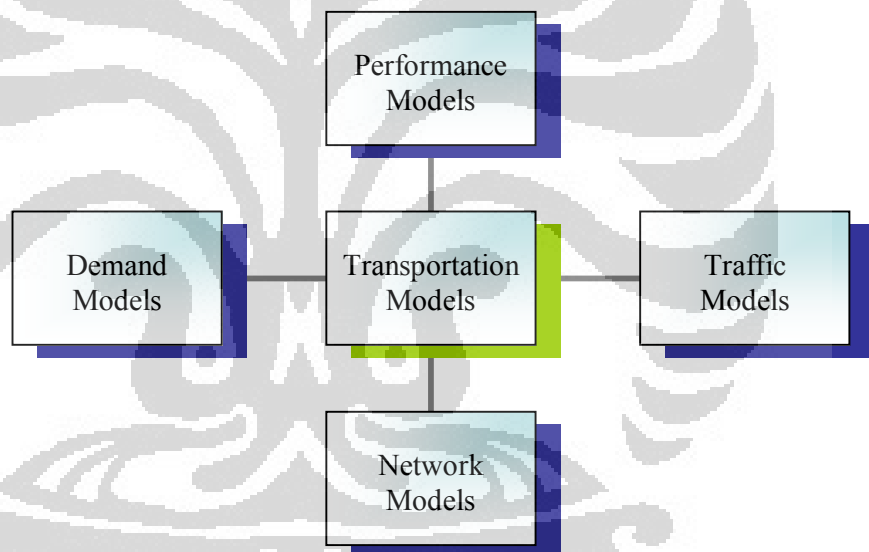 Performance
Models
Demand
Models
Transportation
Models
Traffic
Models
Network
Models